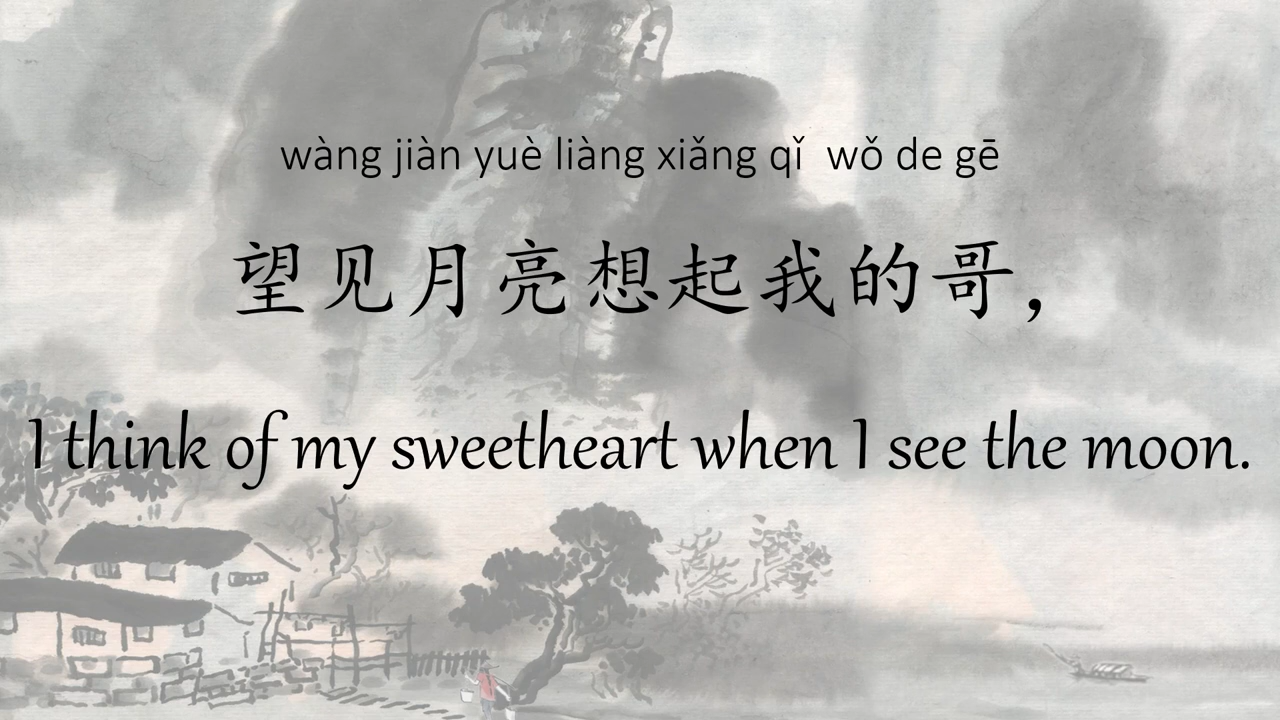 wàng jiàn yuè liàng xiǎng qǐ  wǒ de gē
望见月亮想起我的哥，
I think of my sweetheart when I see the moon.